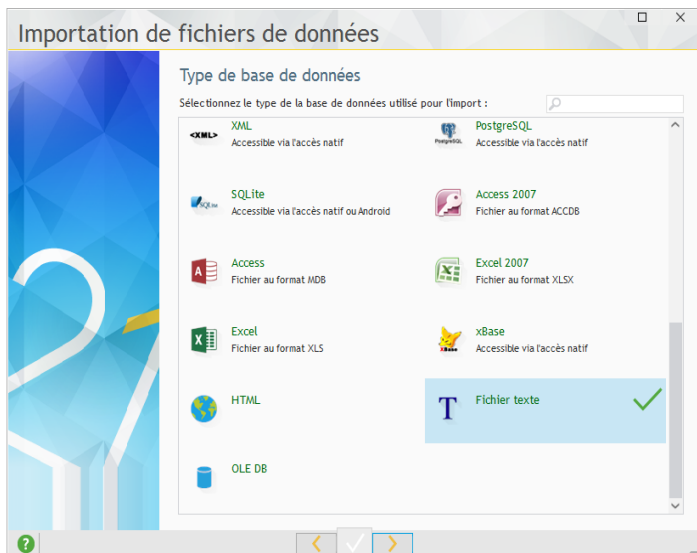 Importation de fichiers de données
Type de base de données
Sélectionnez le type de la base de données utilisé pour l'import :
<XML>
XML
Accessible via l'accès natif
PostgreSQL
PostgreSQL
Accessible via l'accès natif
SQLite
SQLite
Accessible via l'accès natif ou Android
Access 2007
Fichier au format ACCDB
A
Access
Fichier au format MDB
Excel 2007
Fichier au format XLSX
X
Excel
Fichier au format XLS
xBase
xBase
Accessible via l'accès natif
HTML
T
Fichier texte
OLE DB
?